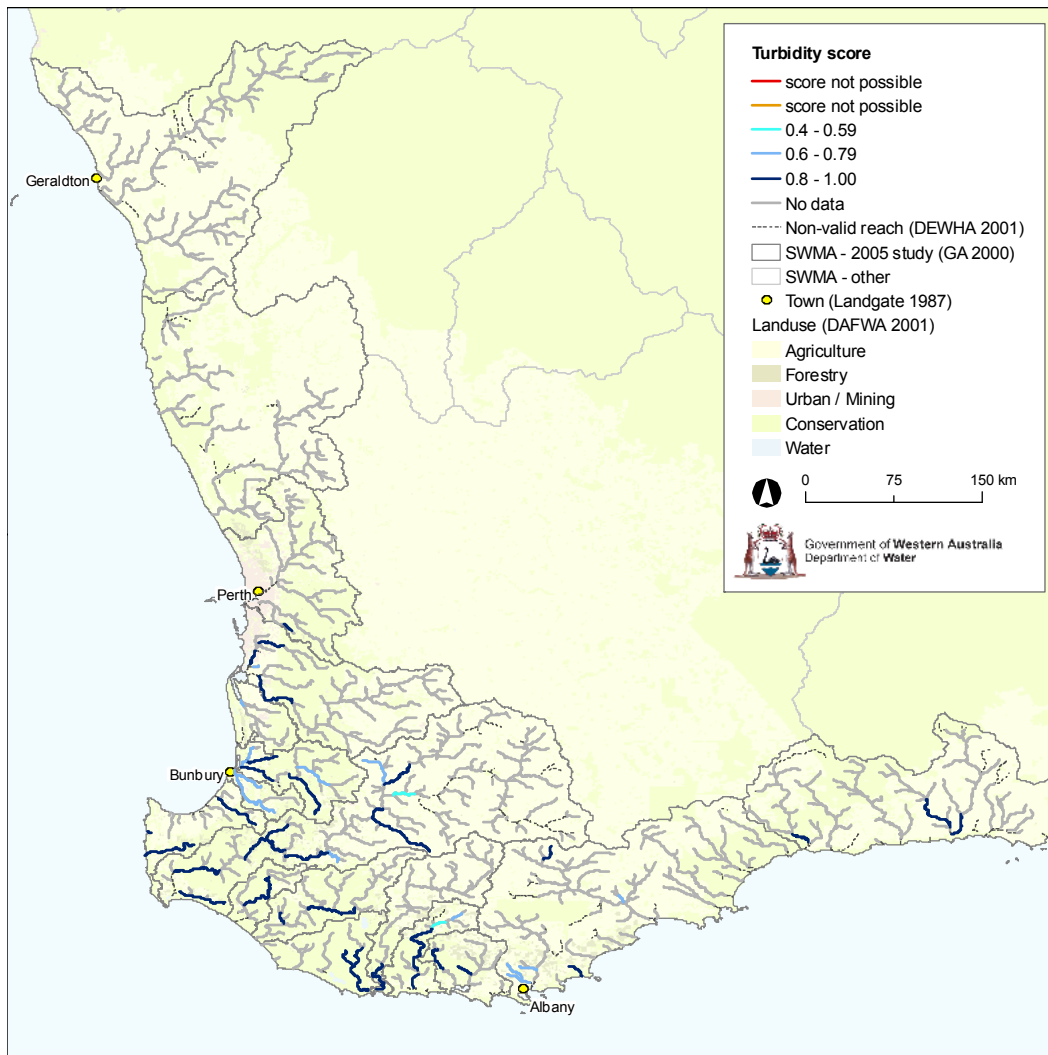 Turbidity score
score not possible
score not possible
0.4 - 0.59
0.6 - 0.79
0.8 - 1.00
No data
Non-valid reach (DEWHA 2001)
SWMA - 2005 study (GA 2000)
SWMA - other
Town (Landgate 1987)
Landuse (DAFWA 2001)
Agriculture
Forestry
Urban / Mining
Conservation
Water
0 75 150 km
Government of Western Australia
Department of Water
Geraldton
Perth
Bunbury
Albany